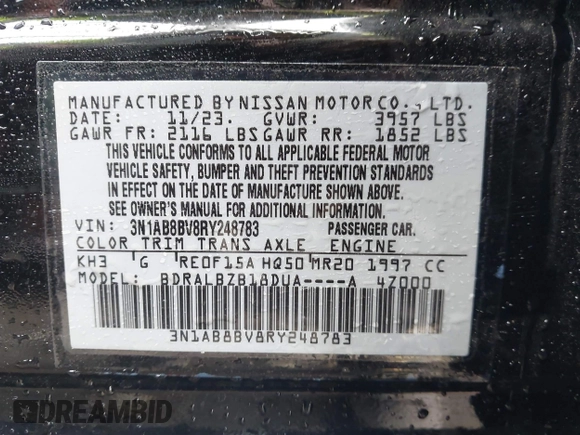 MANUFACTURED BY NISSAN MOTOR CO., LTD.
DATE: 11/23. GVWR: 3957 LBS
GAWR FR: 2116 LBS GAWR RR: 1852 LBS
THIS VEHICLE CONFORMS TO ALL APPLICABLE FEDERAL MOTOR
VEHICLE SAFETY, BUMPER AND THEFT PREVENTION STANDARDS
IN EFFECT ON THE DATE OF MANUFACTURE SHOWN ABOVE.
SEE OWNER'S MANUAL FOR ADDITIONAL INFORMATION.
VIN: 3N1AB8BV8RY248783 PASSENGER CAR.
COLOR TRIM TRANS AXLE ENGINE
KH3 G RE0F15A HQ50 MR20 1997 CC
MODEL: BDRALBZB18DUA----A 4Z000
3N1AB8BV8RY248783
DREAMBID